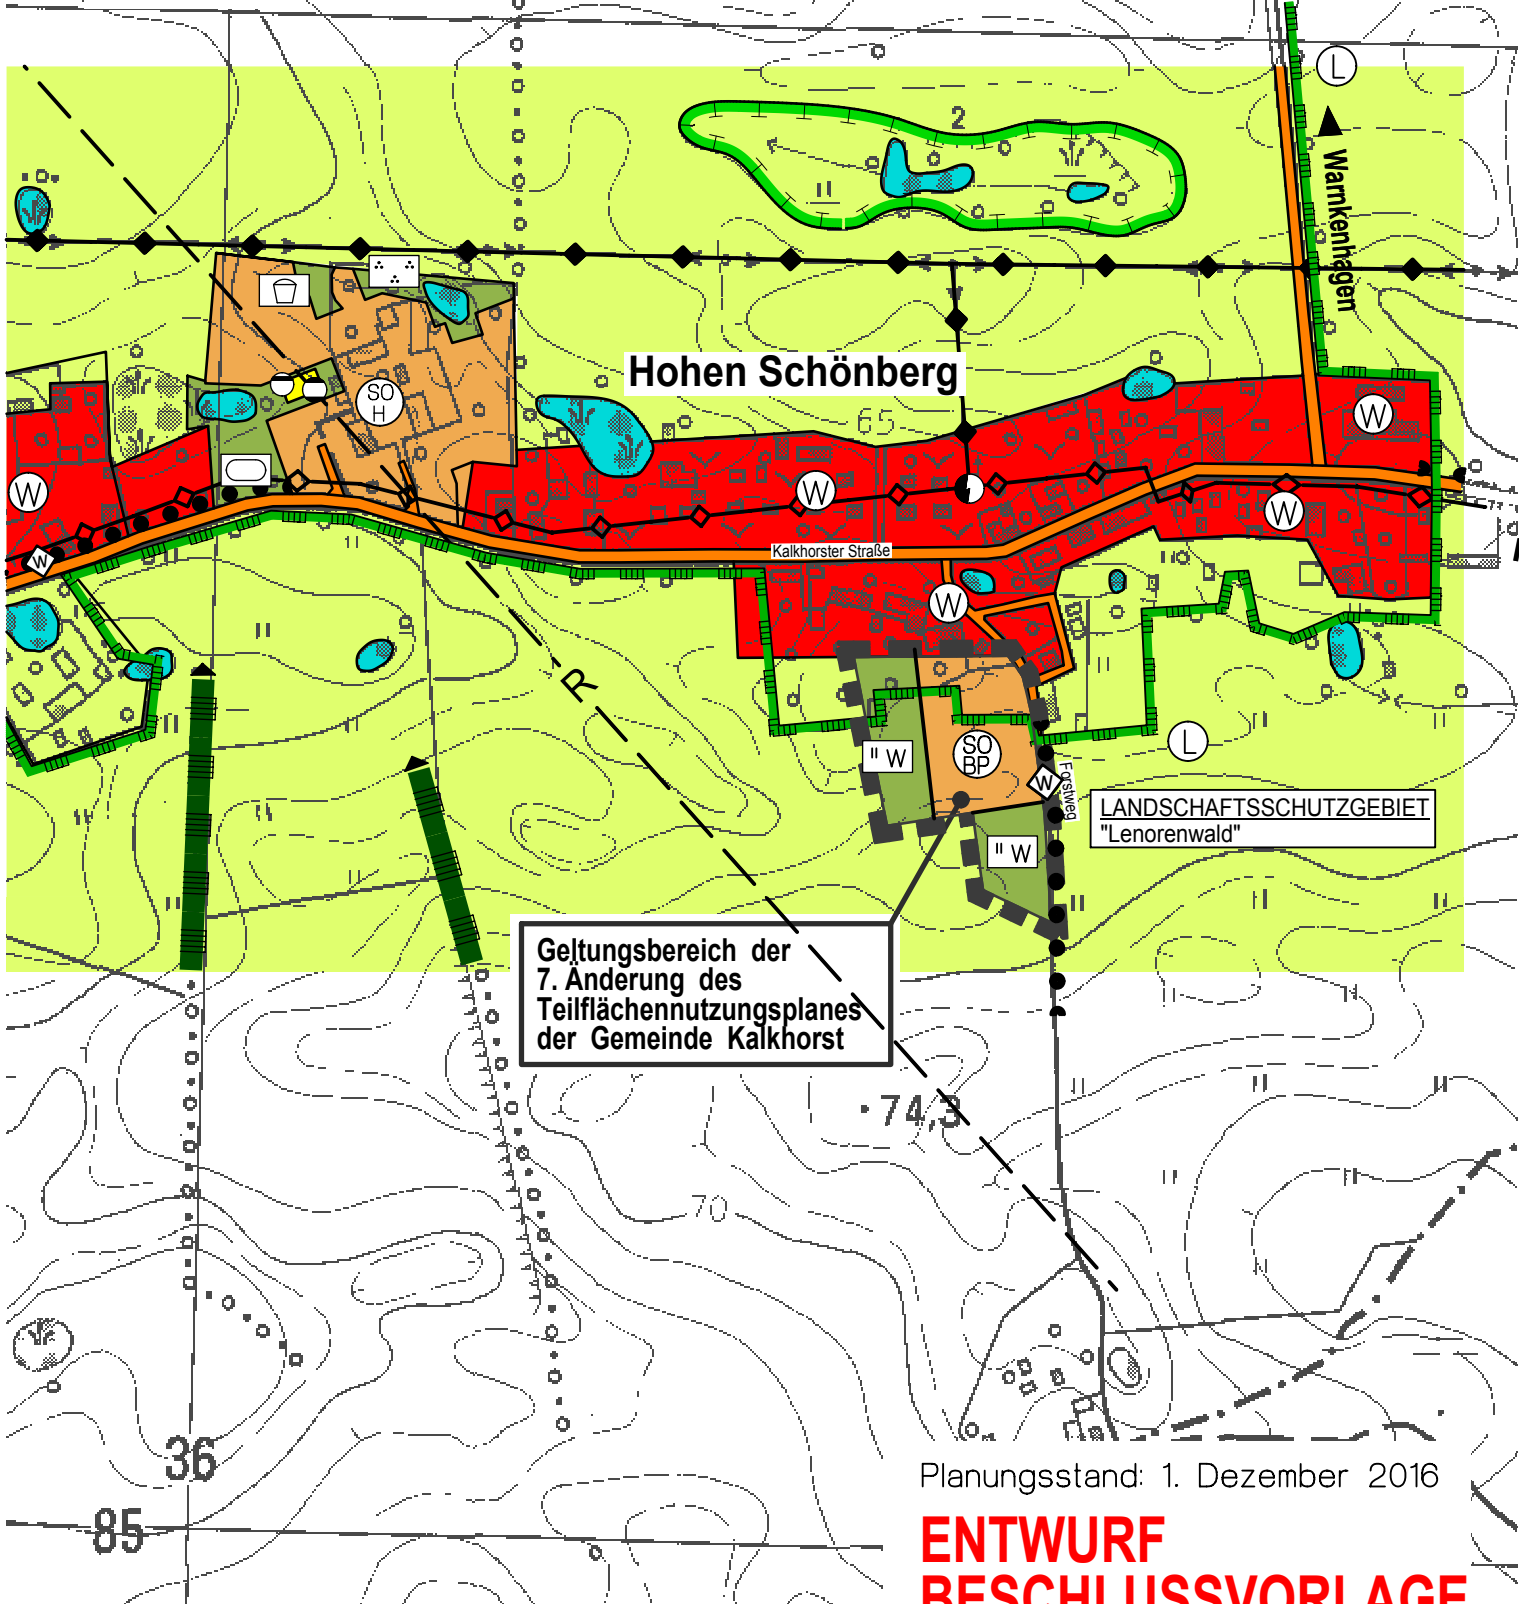 L
Warnkenhagen
2
SO
H
Hohen Schönberg
65
W
W
W
W
Kalkhorster Straße
W
W
R
" W
SO
BP
W
Forstweg
L
LANDSCHAFTSSCHUTZGEBIET
"Lenorenwald"
" W
Geltungsbereich der
7. Änderung des
Teilflächennutzungsplanes
der Gemeinde Kalkhorst
74,3
70
36
85
Planungsstand: 1. Dezember 2016
ENTWURF
BESCHLUSSVORLAGE